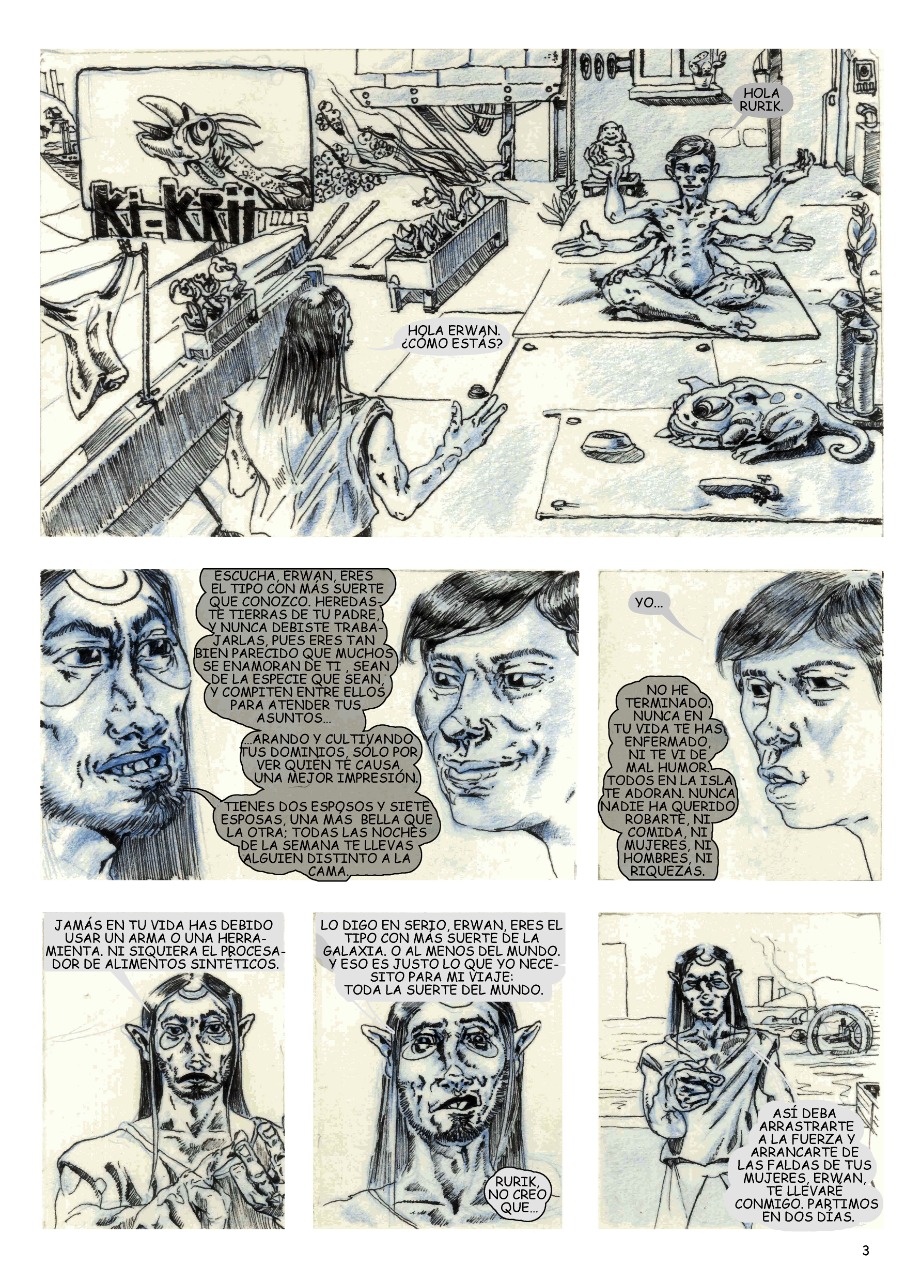 HOLA
RURIK.
Ki-KRii
HOLA ERWAN.
¿CÓMO ESTÁS?
ESCUCHA, ERWAN, ERES
EL TIPO CON MÁS SUERTE
QUE CONOZCO. HEREDAS-
TE TIERRAS DE TU PADRE,
Y NUNCA DEBISTE TRABA-
JARLAS, PUES ERES TAN
BIEN PARECIDO QUE MUCHOS
SE ENAMORAN DE TI , SEAN
DE LA ESPECIE QUE SEAN,
Y COMPITEN ENTRE ELLOS
PARA ATENDER TUS
ASUNTOS...
...ARANDO Y CULTIVANDO
TUS DOMINIOS, SÓLO POR
VER QUIEN TE CAUSA
UNA MEJOR IMPRESIÓN.
TIENES DOS ESPOSOS Y SIETE
ESPOSAS, UNA MÁS BELLA QUE
LA OTRA; TODAS LAS NOCHES
DE LA SEMANA TE LLEVAS
ALGUIEN DISTINTO A LA
CAMA.
YO...
NO HE
TERMINADO.
NUNCA EN
TU VIDA TE HAS
ENFERMADO,
NI TE VI DE
MAL HUMOR.
TODOS EN LA ISLA
TE ADORAN. NUNCA
NADIE HA QUERIDO
ROBARTE, NI
COMIDA, NI
MUJERES, NI
HOMBRES, NI
RIQUEZAS.
JAMÁS EN TU VIDA HAS DEBIDO
USAR UN ARMA O UNA HERRA-
MIENTA. NI SIQUIERA EL PROCESA-
DOR DE ALIMENTOS SINTÉTICOS.
LO DIGO EN SERIO, ERWAN, ERES EL
TIPO CON MÁS SUERTE DE LA
GALAXIA. O AL MENOS DEL MUNDO.
Y ESO ES JUSTO LO QUE YO NECE-
SITO PARA MI VIAJE:
TODA LA SUERTE DEL MUNDO.
RURIK,
NO CREO
QUE...
ASÍ DEBA
ARRASTRARTE
A LA FUERZA Y
ARRANCARTE DE
LAS FALDAS DE TUS
MUJERES, ERWAN,
TE LLEVARÉ
CONMIGO. PARTIMOS
EN DOS DÍAS.
3